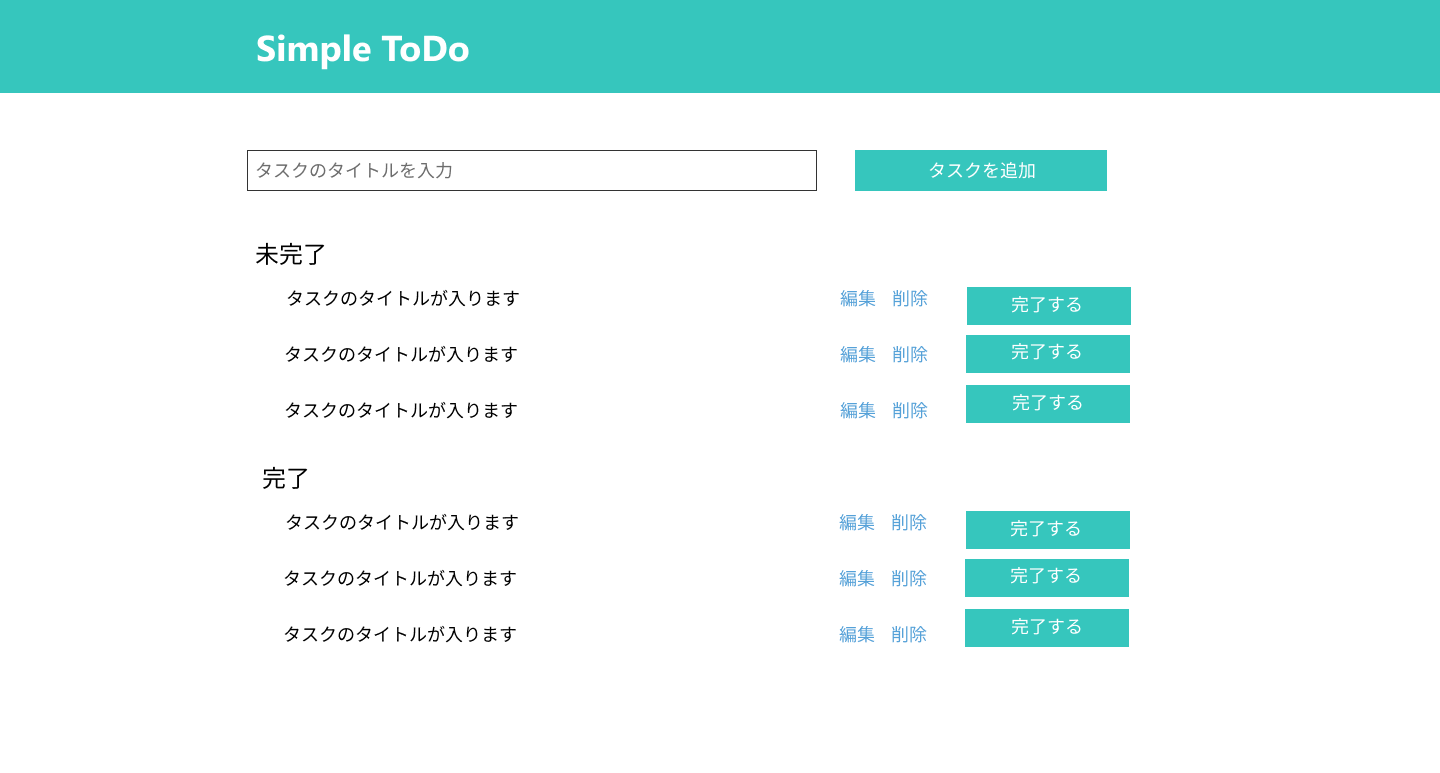 Simple ToDo
タスクのタイトルを入力 タスクを追加
未完了
タスクのタイトルが入ります 編集 削除 完了する
タスクのタイトルが入ります 編集 削除 完了する
タスクのタイトルが入ります 編集 削除 完了する
完了
タスクのタイトルが入ります 編集 削除 完了する
タスクのタイトルが入ります 編集 削除 完了する
タスクのタイトルが入ります 編集 削除 完了する